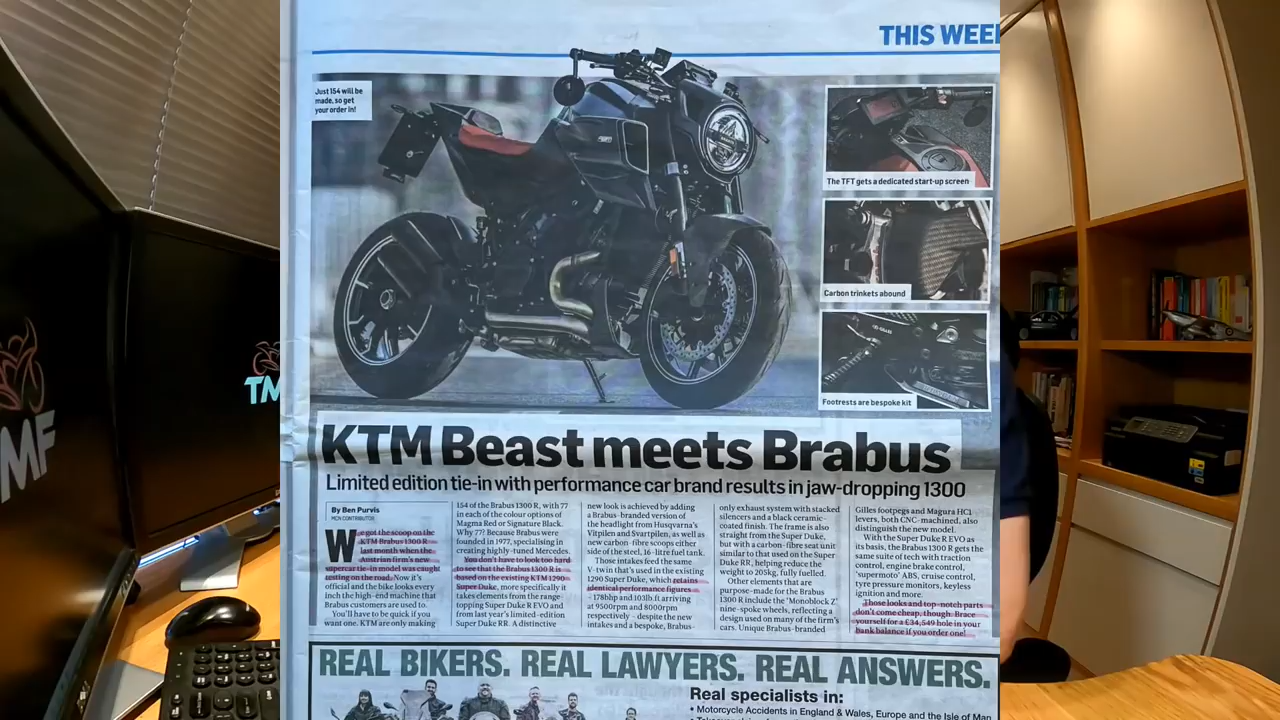 THIS WEE
Just 154 will be
made, so get
your order in!
The TFT gets a dedicated start-up screen
Carbon trinkets abound
Footrests are bespoke kit
KTM Beast meets Brabus
Limited edition tie-in with performance car brand results in jaw-dropping 1300
By Ben Purvis
MCN CONTRIBUTOR
We got the scoop on the
KTM Brabus 1300 R
last month when the
Austrian firm's new
supercar tie-in model was caught
testing on the road. Now it's
official and the bike looks every
inch the high-end machine that
Brabus customers are used to.
You'll have to be quick if you
want one. KTM are only making
154 of the Brabus 1300 R, with 77
in each of the colour options of
Magma Red or Signature Black.
Why 77? Because Brabus were
founded in 1977, specialising in
creating highly-tuned Mercedes.
You don't have to look too hard
to see that the Brabus 1300 R is
based on the existing KTM 1290
Super Duke, more specifically it
takes elements from the range-
topping Super Duke R EVO and
from last year's limited-edition
Super Duke RR. A distinctive
new look is achieved by adding
a Brabus-branded version of
the headlight from Husqvarna's
Vitpilen and Svartpilen, as well as
new carbon-fibre scoops either
side of the steel, 16-litre fuel tank.
Those intakes feed the same
V-twin that's used in the existing
1290 Super Duke, which retains
identical performance figures
– 178bhp and 103lb.ft arriving
at 9500rpm and 8000rpm
respectively – despite the new
intakes and a bespoke, Brabus-
only exhaust system with stacked
silencers and a black ceramic-
coated finish. The frame is also
straight from the Super Duke,
but with a carbon-fibre seat unit
similar to that used on the Super
Duke RR, helping reduce the
weight to 205kg, fully fuelled.
Other elements that are
purpose-made for the Brabus
1300 R include the 'Monoblock Z'
nine-spoke wheels, reflecting a
design used on many of the firm's
cars. Unique Brabus-branded
Gilles footpegs and Magura HC1
levers, both CNC-machined, also
distinguish the new model.
With the Super Duke R EVO as
its basis, the Brabus 1300 R gets the
same suite of tech with traction
control, engine brake control,
'supermoto' ABS, cruise control,
tyre pressure monitors, keyless
ignition and more.
Those looks and top-notch parts
don't come cheap, though: Brace
yourself for a £34,549 hole in your
bank balance if you order one!
REAL BIKERS. REAL LAWYERS. REAL ANSWERS.
Real specialists in:
• Motorcycle Accidents in England & Wales, Europe and the Isle of Man
MF
TM